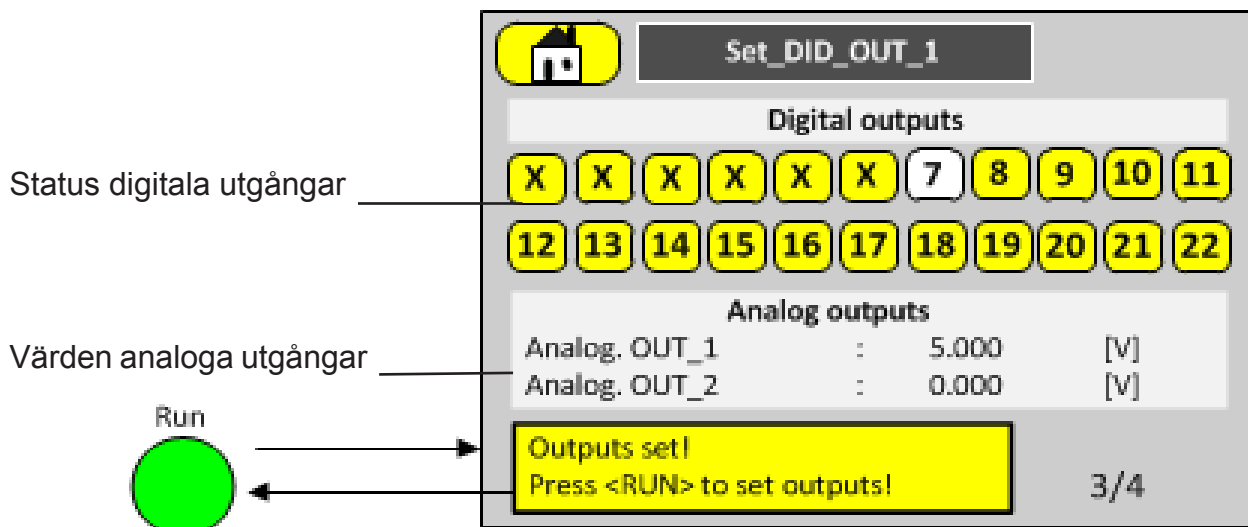 Set_DID_OUT_1
Digital outputs
Status digitala utgångar
X X X X X X 7 8 9 10 11
12 13 14 15 16 17 18 19 20 21 22
Analog outputs
Värden analoga utgångar
Analog. OUT_1 : 5.000 [V]
Analog. OUT_2 : 0.000 [V]
Run
Outputs set!
Press <RUN> to set outputs!
3/4